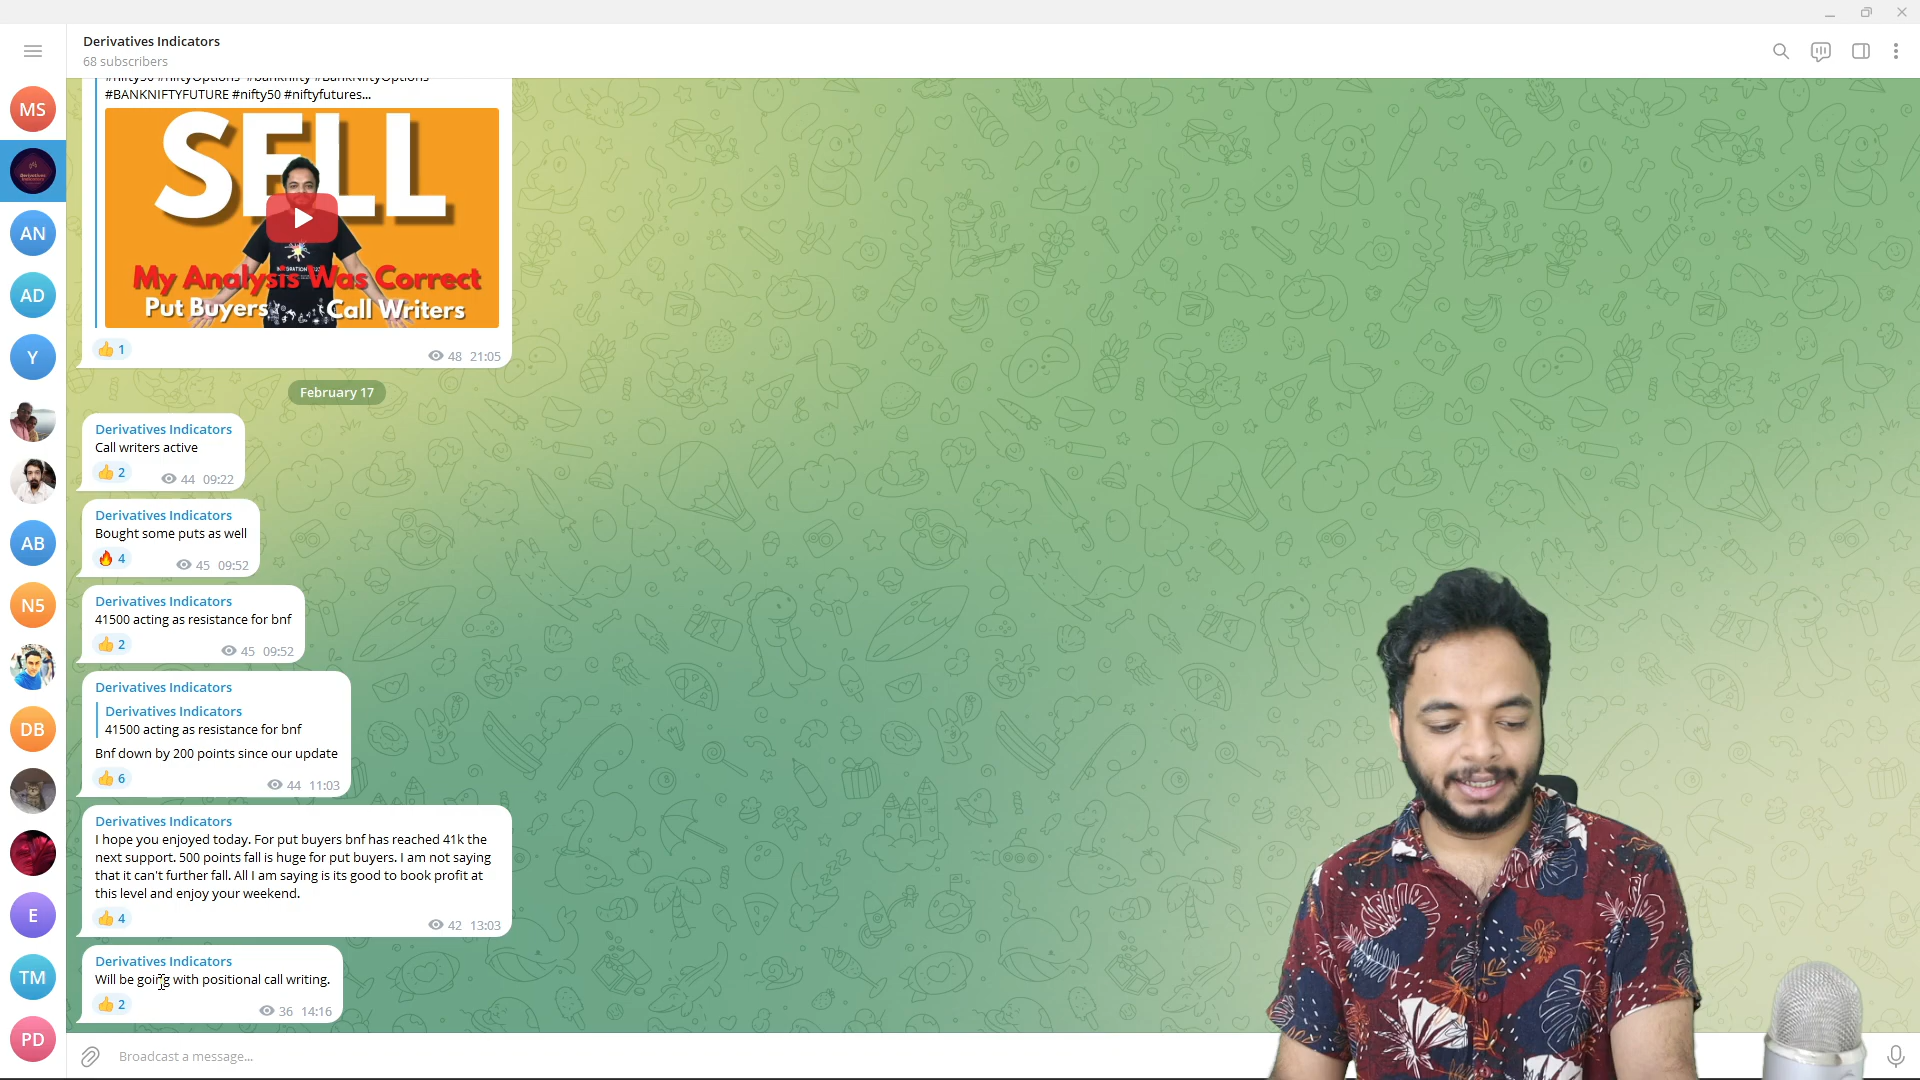 Derivatives Indicators
68 subscribers
#nifty50 #niftyOptions #banknifty #BankNiftyOptions
#BANKNIFTYFUTURE #nifty50 #niftyfutures...
SELL
My Analysis Was Correct
Put Buyers Call Writers
👍 1 48 21:05
February 17
Derivatives Indicators
Call writers active
👍 2 44 09:22
Derivatives Indicators
Bought some puts as well
🔥 4 45 09:52
Derivatives Indicators
41500 acting as resistance for bnf
👍 2 45 09:52
Derivatives Indicators
Derivatives Indicators
41500 acting as resistance for bnf
Bnf down by 200 points since our update
👍 6 44 11:03
Derivatives Indicators
I hope you enjoyed today. For put buyers bnf has reached 41k the
next support. 500 points fall is huge for put buyers. I am not saying
that it can't further fall. All I am saying is its good to book profit at
this level and enjoy your weekend.
👍 4 42 13:03
Derivatives Indicators
Will be going with positional call writing.
👍 2 36 14:16
Broadcast a message...
MS
AN
AD
Y
AB
N5
DB
E
TM
PD